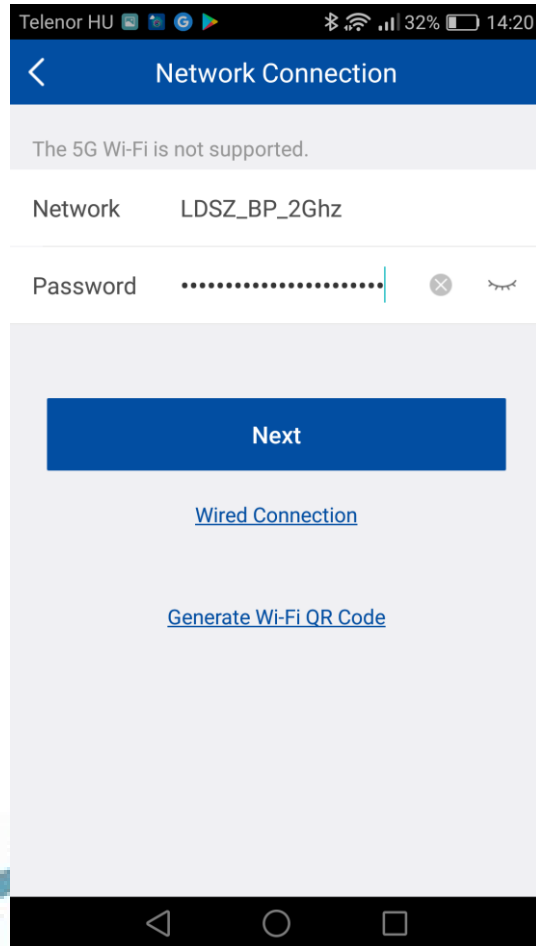 Telenor HU 32% 14:20
Network Connection
The 5G Wi-Fi is not supported.
Network LDSZ_BP_2Ghz
Password •••••••••••••••••••••••
Next
Wired Connection
Generate Wi-Fi QR Code